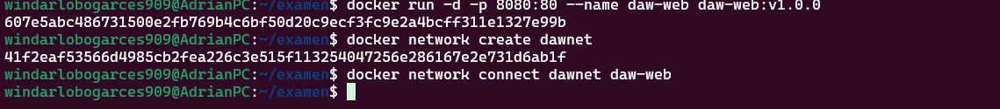 windarlobogarces909@AdrianPC:~/examen$ docker run -d -p 8080:80 --name daw-web daw-web:v1.0.0
607e5abc486731500e2fb769b4c6bf50d20c9ecf3fc9e2a4bcff311e1327e99b
windarlobogarces909@AdrianPC:~/examen$ docker network create dawnet
41f2eaf53566d4985cb2fea226c3e515f113254047256e286167e2e731d6ab1f
windarlobogarces909@AdrianPC:~/examen$ docker network connect dawnet daw-web
windarlobogarces909@AdrianPC:~/examen$